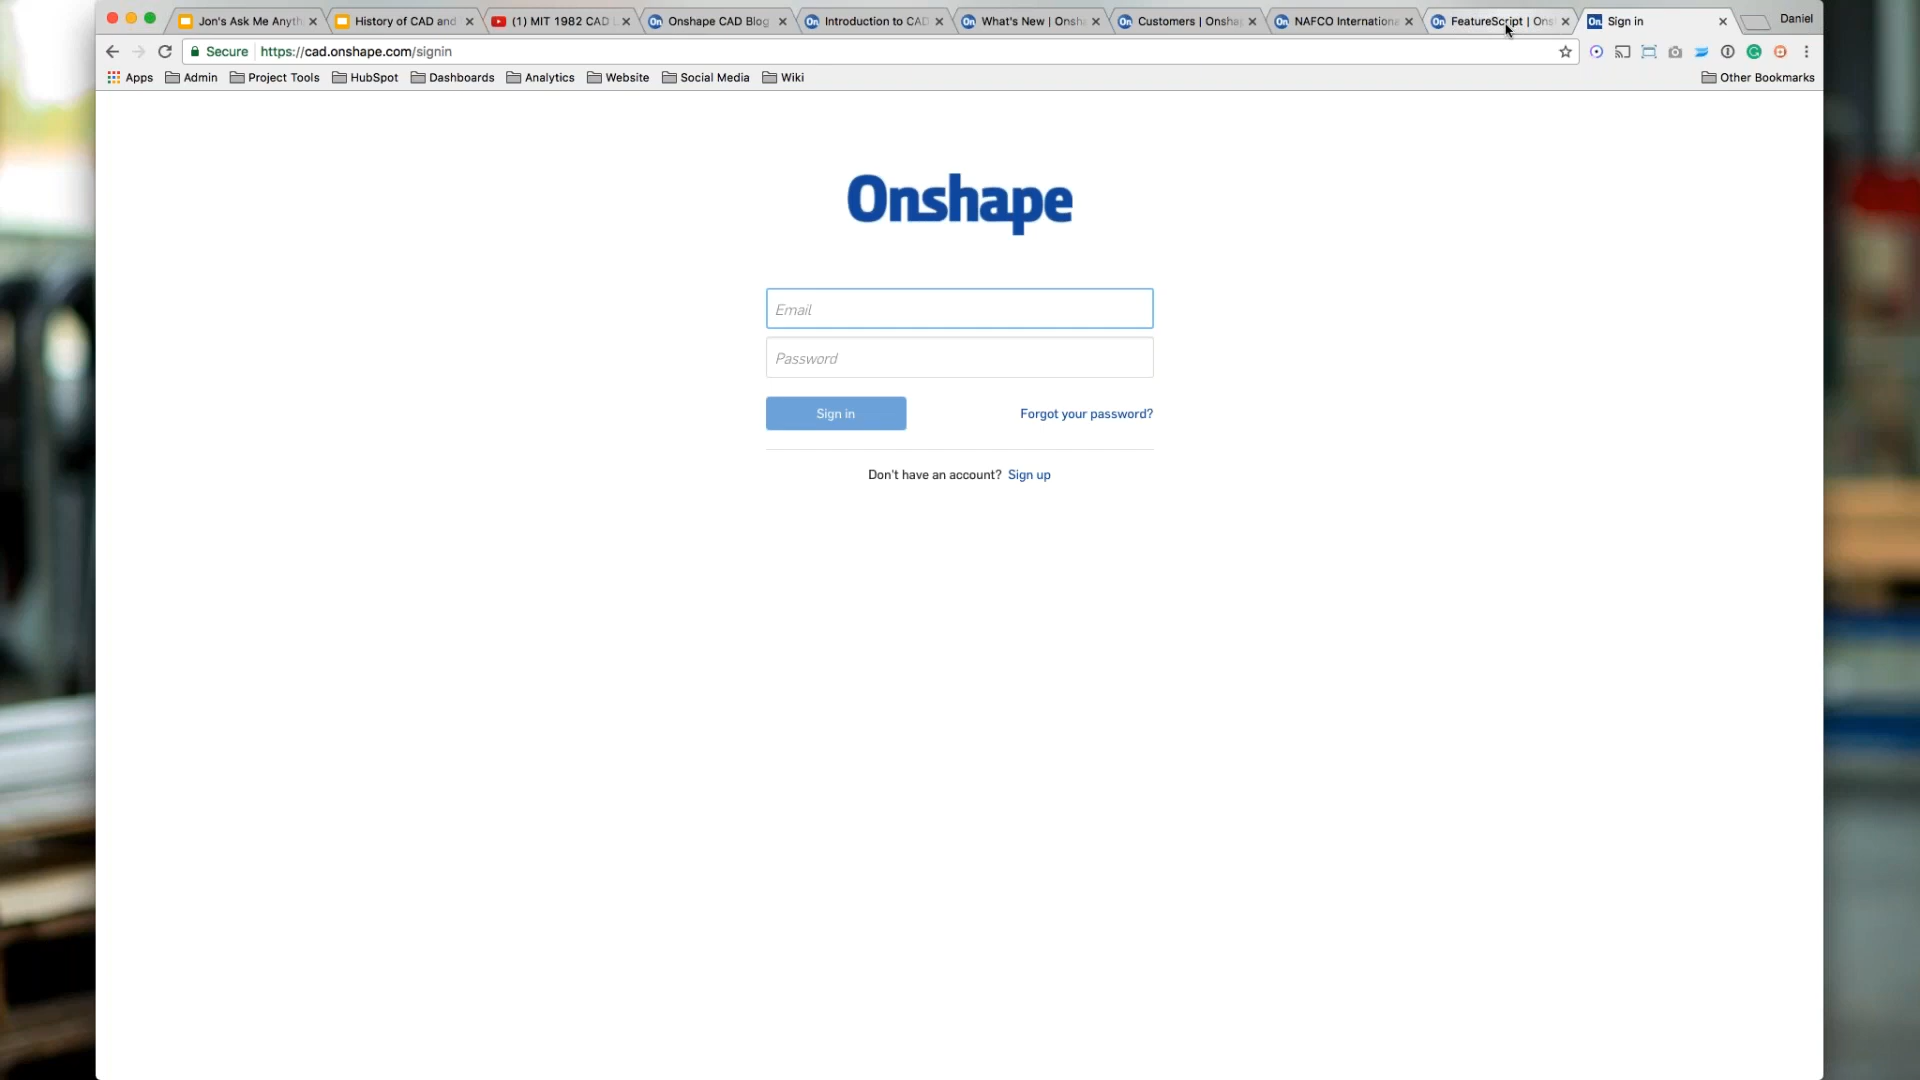 Jon's Ask Me Anyth
History of CAD and
(1) MIT 1982 CAD L
Onshape CAD Blog
Introduction to CAD
What's New | Onsha
Customers | Onshap
NAFCO Internationa
FeatureScript | Ons
Sign in
Daniel
Secure
https://cad.onshape.com/signin
Apps
Admin
Project Tools
HubSpot
Dashboards
Analytics
Website
Social Media
Wiki
Other Bookmarks
Onshape
Email
Password
Sign in
Forgot your password?
Don't have an account? Sign up